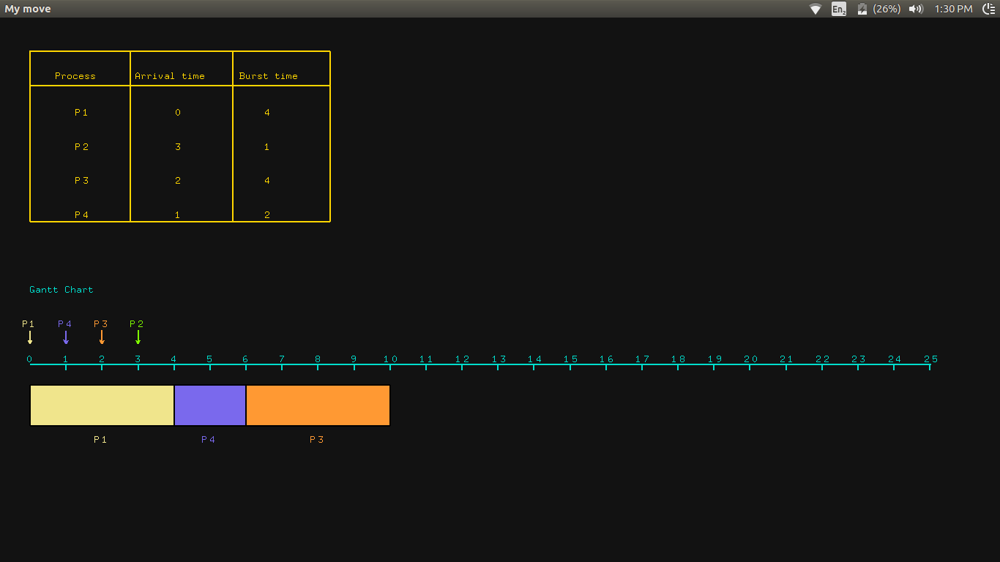 My move En2 (26%) 1:30 PM
Process Arrival time Burst time
P1 0 4
P2 3 1
P3 2 4
P4 1 2
Gantt Chart
P1 P4 P3 P2
0 1 2 3 4 5 6 7 8 9 10 11 12 13 14 15 16 17 18 19 20 21 22 23 24 25
P1 P4 P3